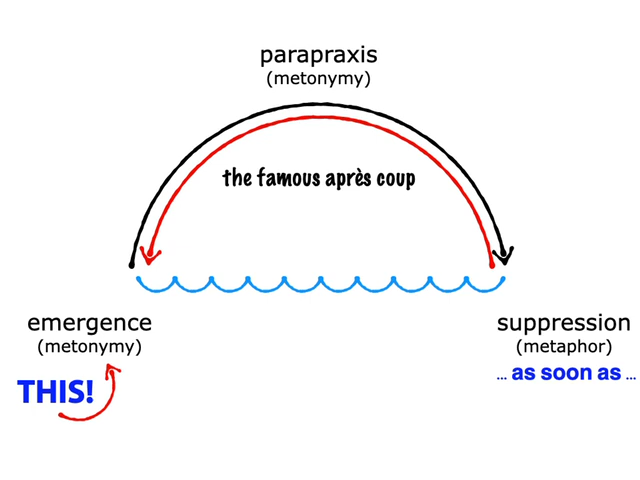 parapraxis
(metonymy)
the famous après coup
emergence
(metonymy)
THIS!
suppression
(metaphor)
... as soon as ...